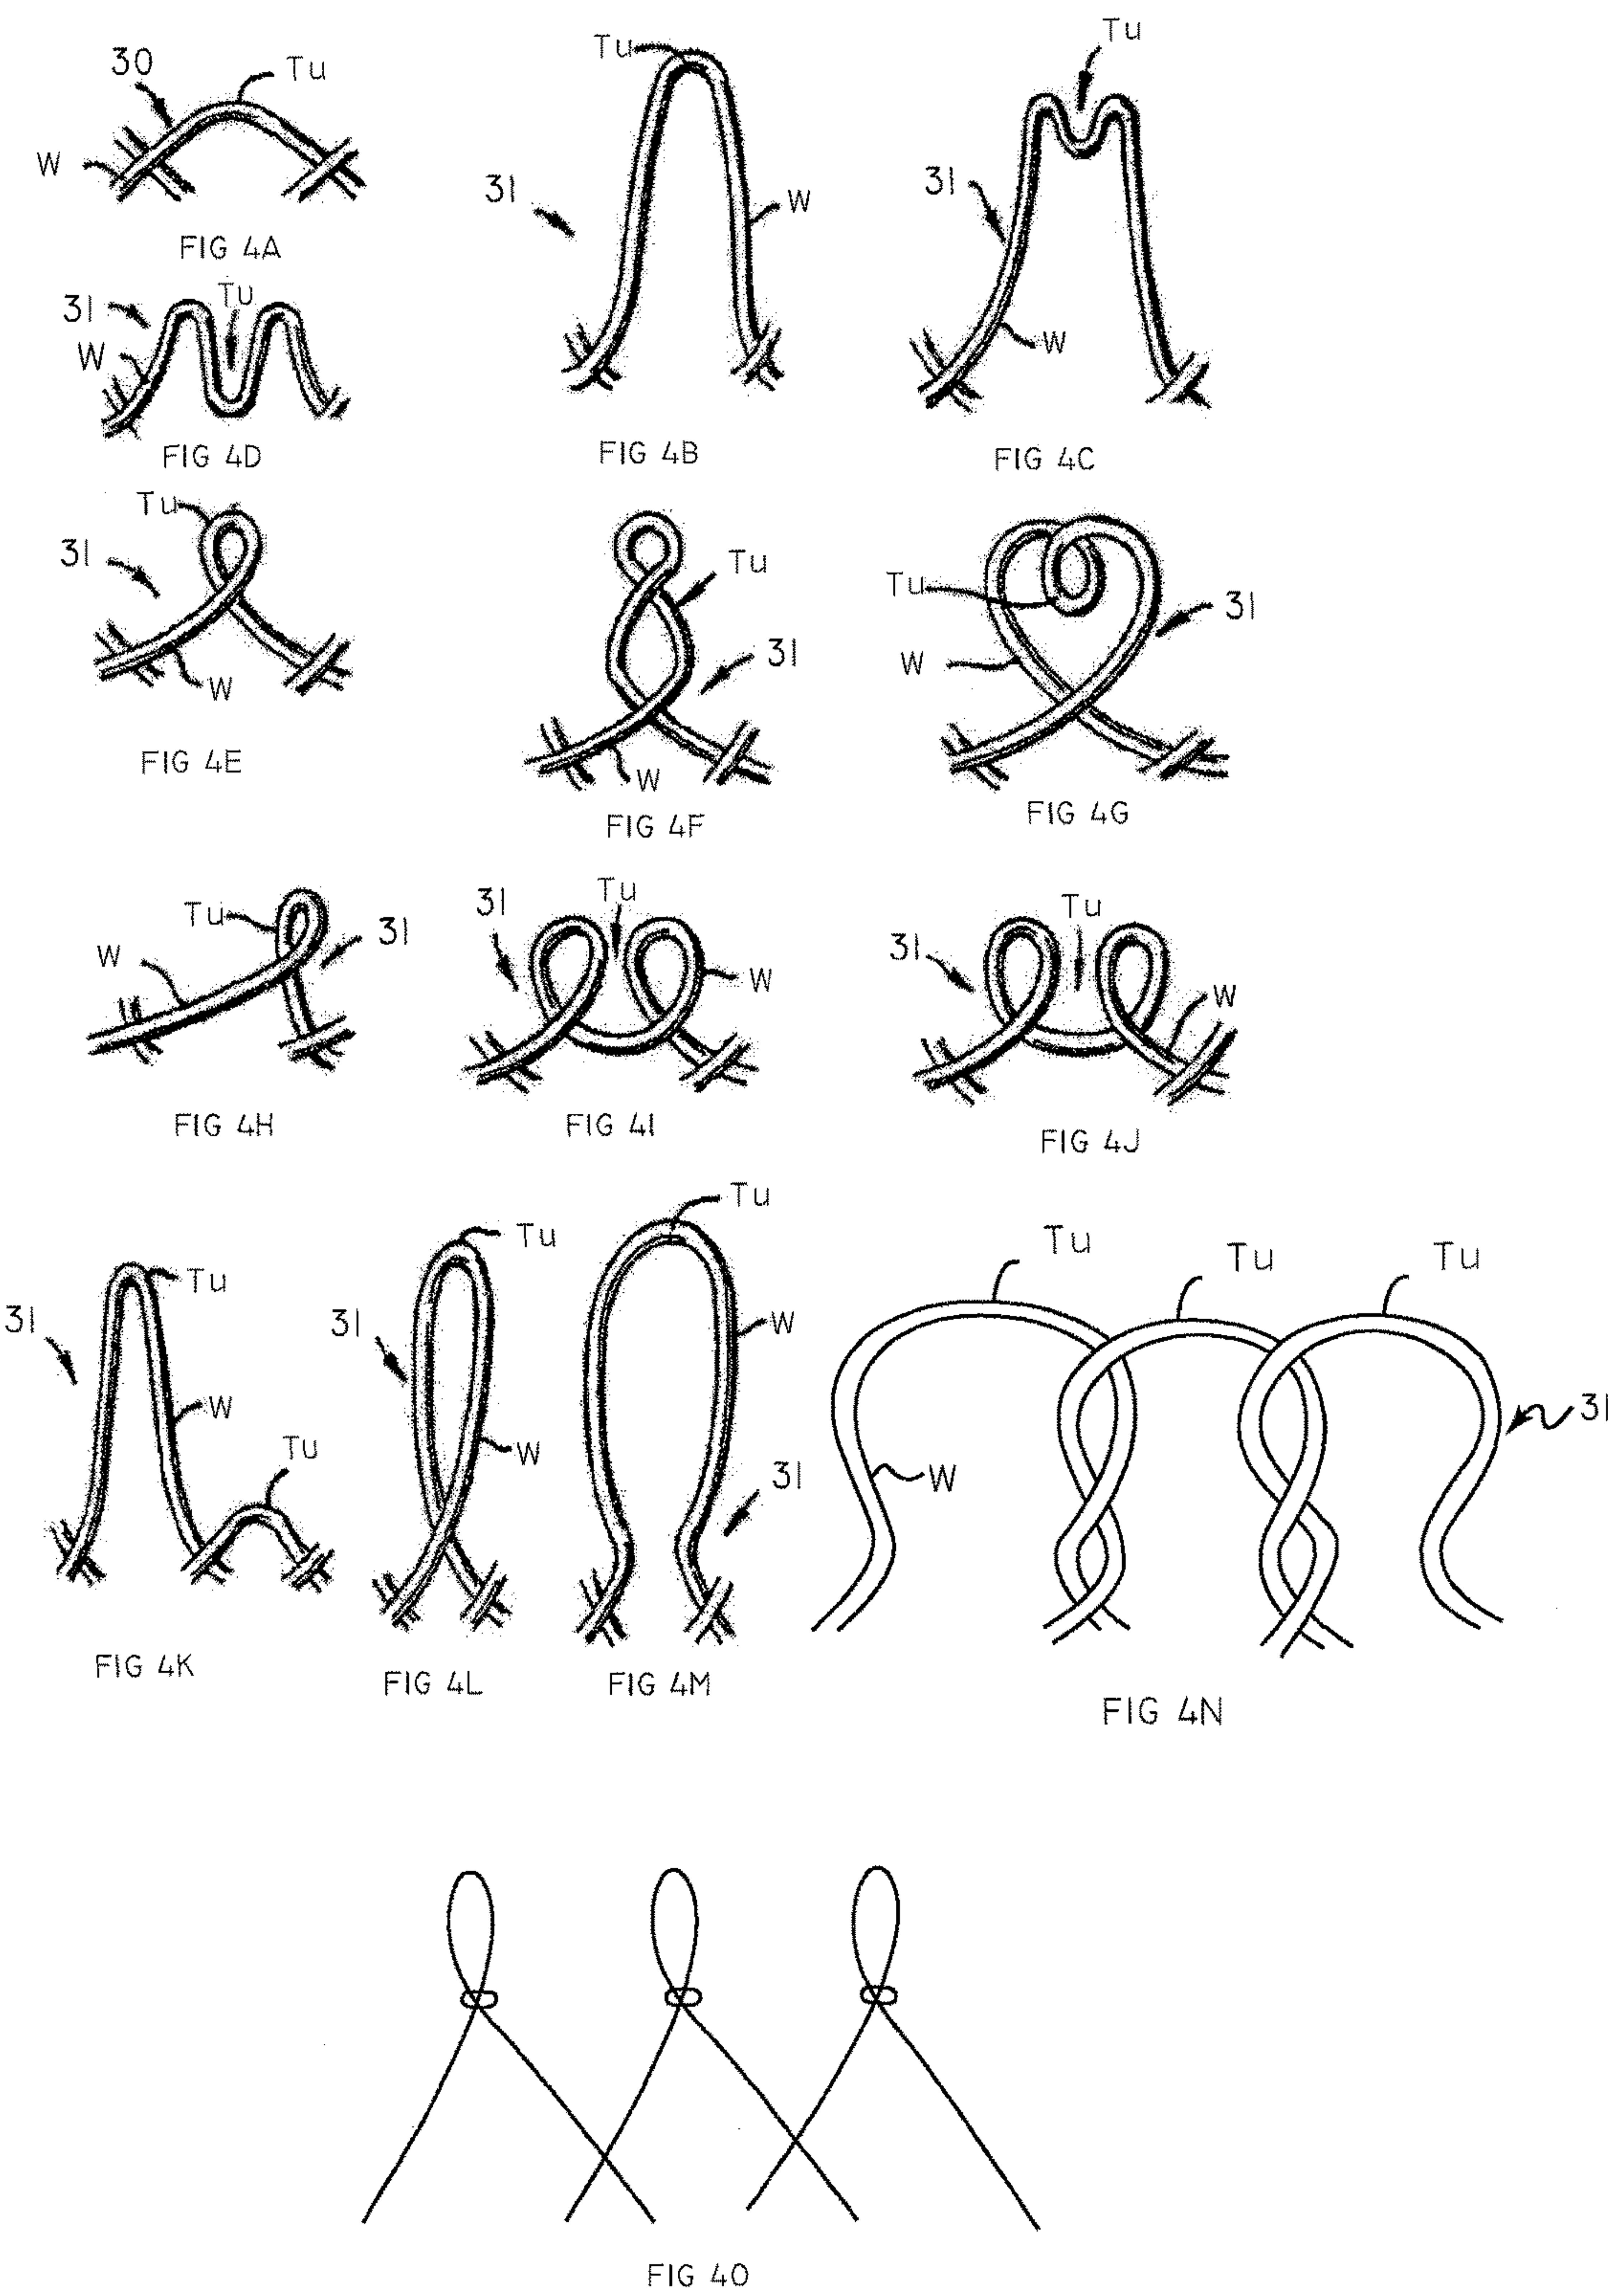 30
Tu
W
FIG 4A
Tu
31
W
FIG 4B
Tu
31
W
FIG 4C
31
Tu
W
FIG 4D
Tu
31
W
FIG 4E
Tu
31
W
FIG 4F
Tu
31
W
FIG 4G
Tu
W
31
FIG 4H
31
Tu
W
FIG 4I
Tu
31
W
FIG 4J
Tu
31
W
Tu
FIG 4K
Tu
31
W
FIG 4L
Tu
W
31
FIG 4M
Tu
Tu
Tu
31
W
FIG 4N
FIG 4O